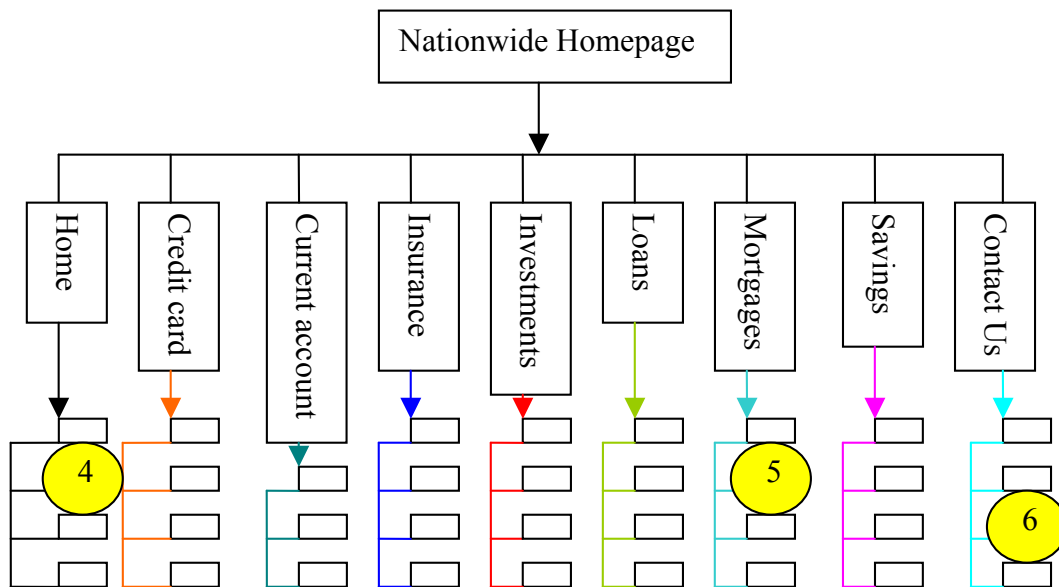 Nationwide Homepage
Home
Credit card
Current account
Insurance
Investments
Loans
Mortgages
Savings
Contact Us
4
5
6